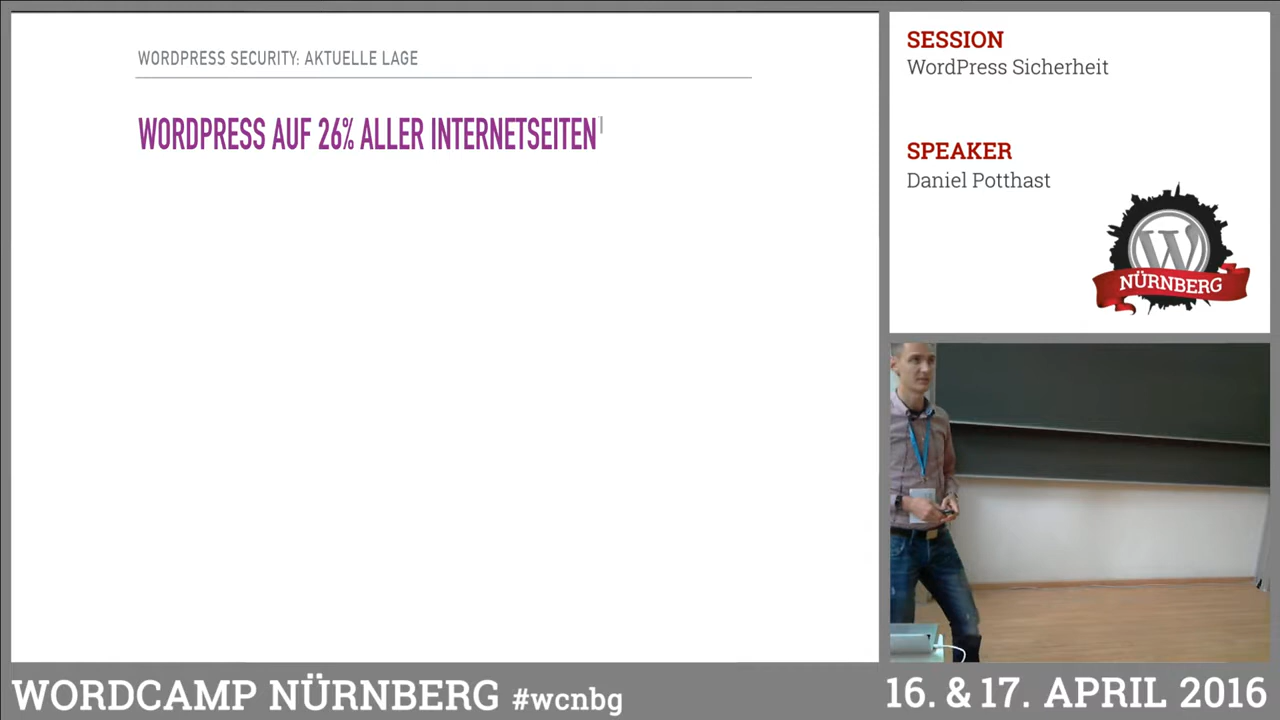 WORDPRESS SECURITY: AKTUELLE LAGE
WORDPRESS AUF 26% ALLER INTERNETSEITEN¹
SESSION
WordPress Sicherheit
SPEAKER
Daniel Potthast
W
NÜRNBERG
WORDCAMP NÜRNBERG #wcnbg
16. & 17. APRIL 2016